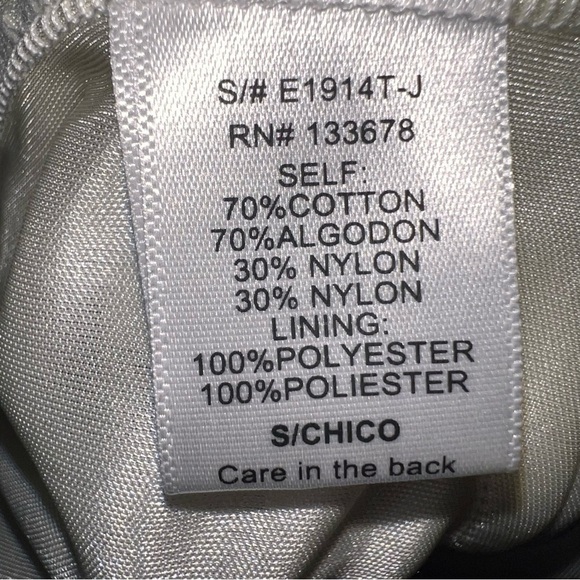 S/# E1914T-J
RN# 133678
SELF:
70%COTTON
70%ALGODON
30% NYLON
30% NYLON
LINING:
100%POLYESTER
100%POLIESTER
S/CHICO
Care in the back